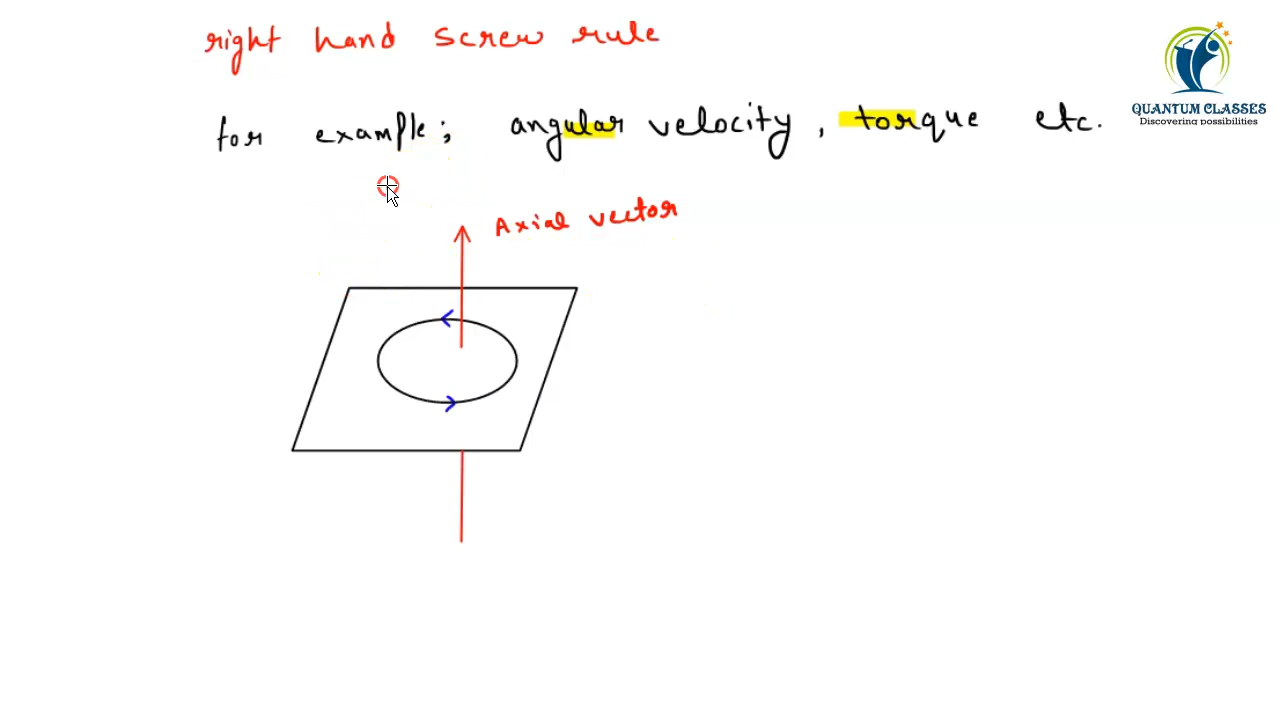 right hand screw rule
QUANTUM CLASSES
Discovering possibilities
for example; angular velocity, torque etc.
Axial vector